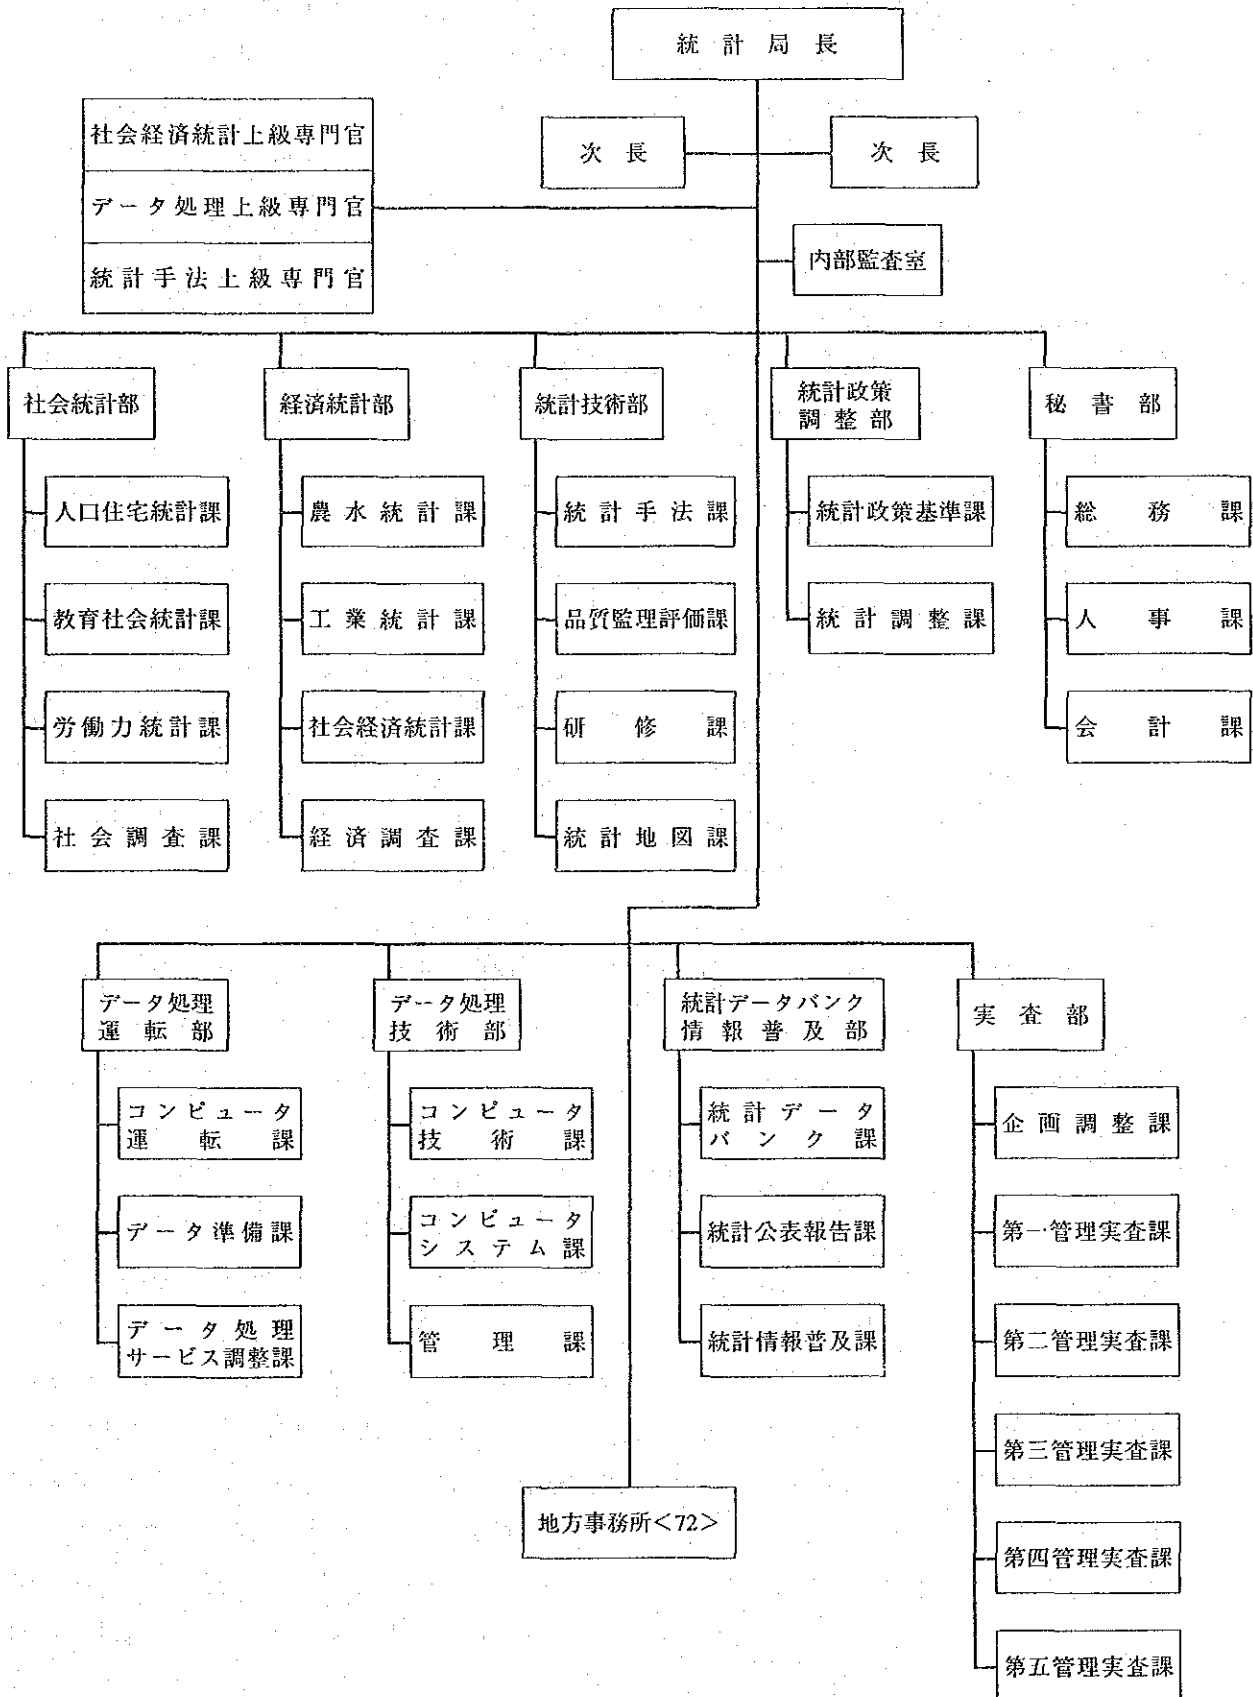 統計局長
次長
次長
社会経済統計上級専門官
データ処理上級専門官
統計手法上級専門官
内部監査室
社会統計部
人口住宅統計課
教育社会統計課
労働力統計課
社会調査課
経済統計部
農水統計課
工業統計課
社会経済統計課
経済調査課
統計技術部
統計手法課
品質監理評価課
研修課
統計地図課
統計政策
調整部
統計政策基準課
統計調整課
秘書部
総務課
人事課
会計課
データ処理
運転部
コンピュータ
運転課
データ準備課
データ処理
サービス調整課
データ処理
技術部
コンピュータ
技術課
コンピュータ
システム課
管理課
統計データバンク
情報普及部
統計データ
バンク課
統計公表報告課
統計情報普及課
実査部
企画調整課
第一管理実査課
第二管理実査課
第三管理実査課
第四管理実査課
第五管理実査課
地方事務所<72>